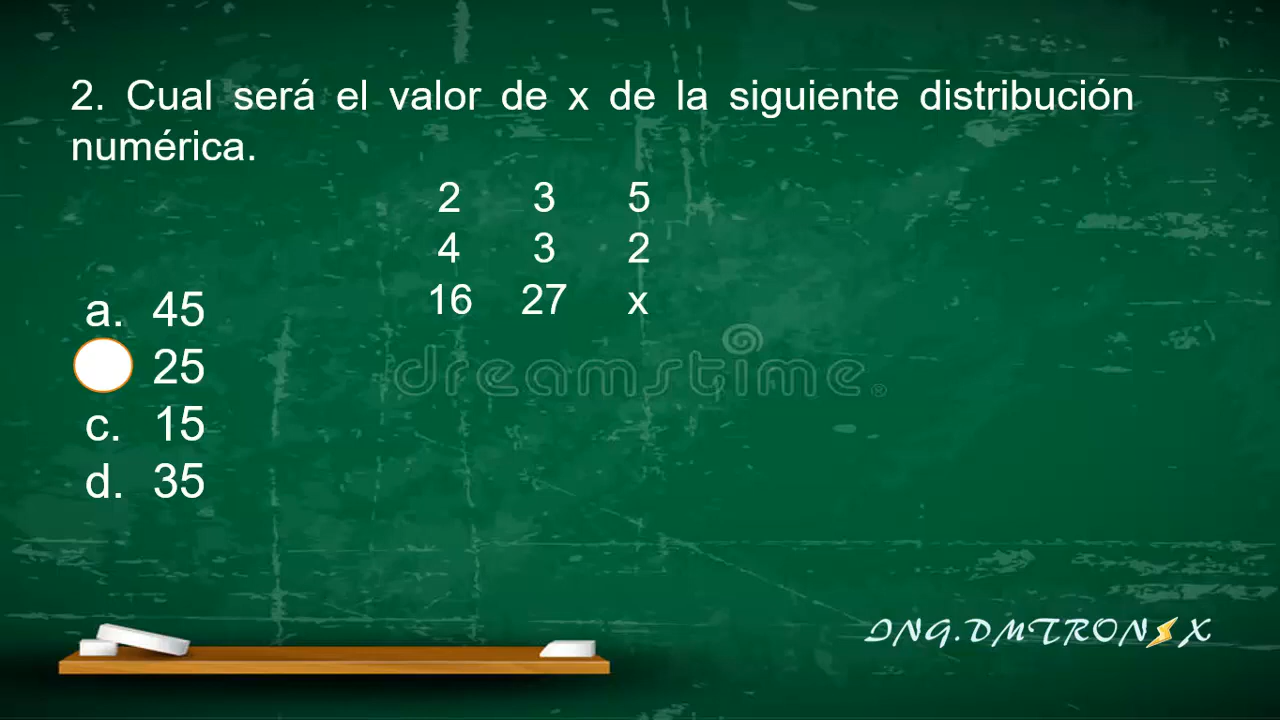 2. Cual será el valor de x de la siguiente distribución
numérica.
2 3 5
4 3 2
16 27 x
a. 45
25
c. 15
d. 35
dreamstime®
ING.DMTRONX